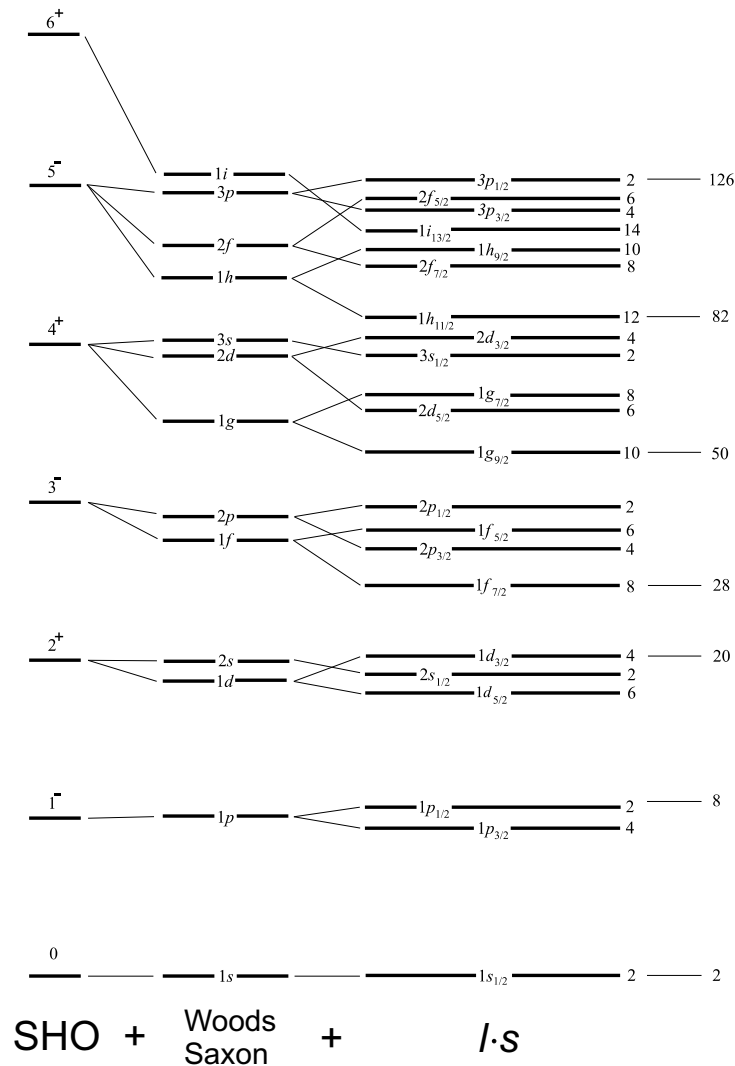 6⁺
1i
5⁻
3p₁/₂ 2 126
3p
2f₅/₂ 6
3p₃/₂ 4
1i₁₃/₂ 14
2f
1h₉/₂ 10
2f₇/₂ 8
1h
1h₁₁/₂ 12 82
4⁺
3s
2d₃/₂ 4
2d
3s₁/₂ 2
1g₇/₂ 8
2d₅/₂ 6
1g
1g₉/₂ 10 50
3⁻
2p₁/₂ 2
2p
1f₅/₂ 6
1f
2p₃/₂ 4
1f₇/₂ 8 28
2⁺
1d₃/₂ 4 20
2s
2s₁/₂ 2
1d
1d₅/₂ 6
1⁻
8
1p₁/₂ 2
1p
1p₃/₂ 4
0
1s
1s₁/₂ 2 2
SHO + Woods
Saxon + l·s